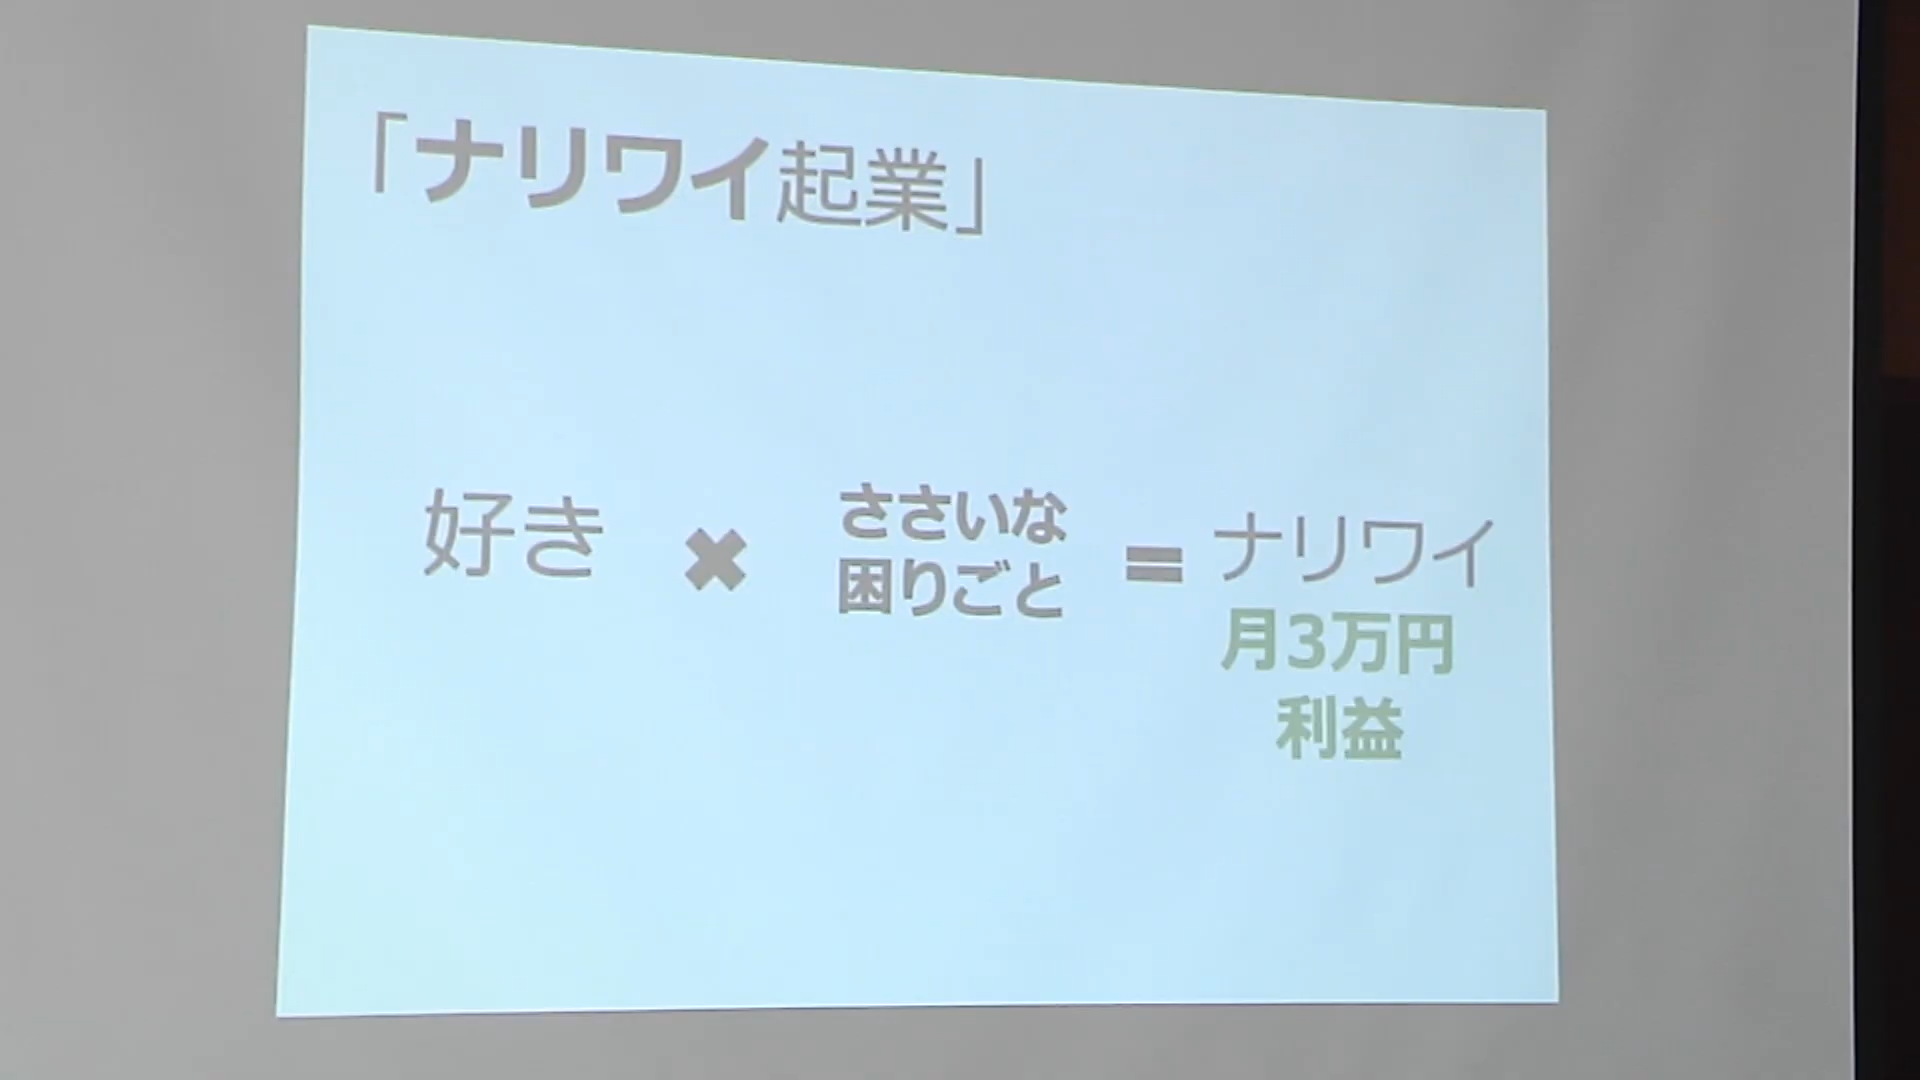 「ナリワイ起業」
好き ✖ ささいな困りごと = ナリワイ
月3万円
利益